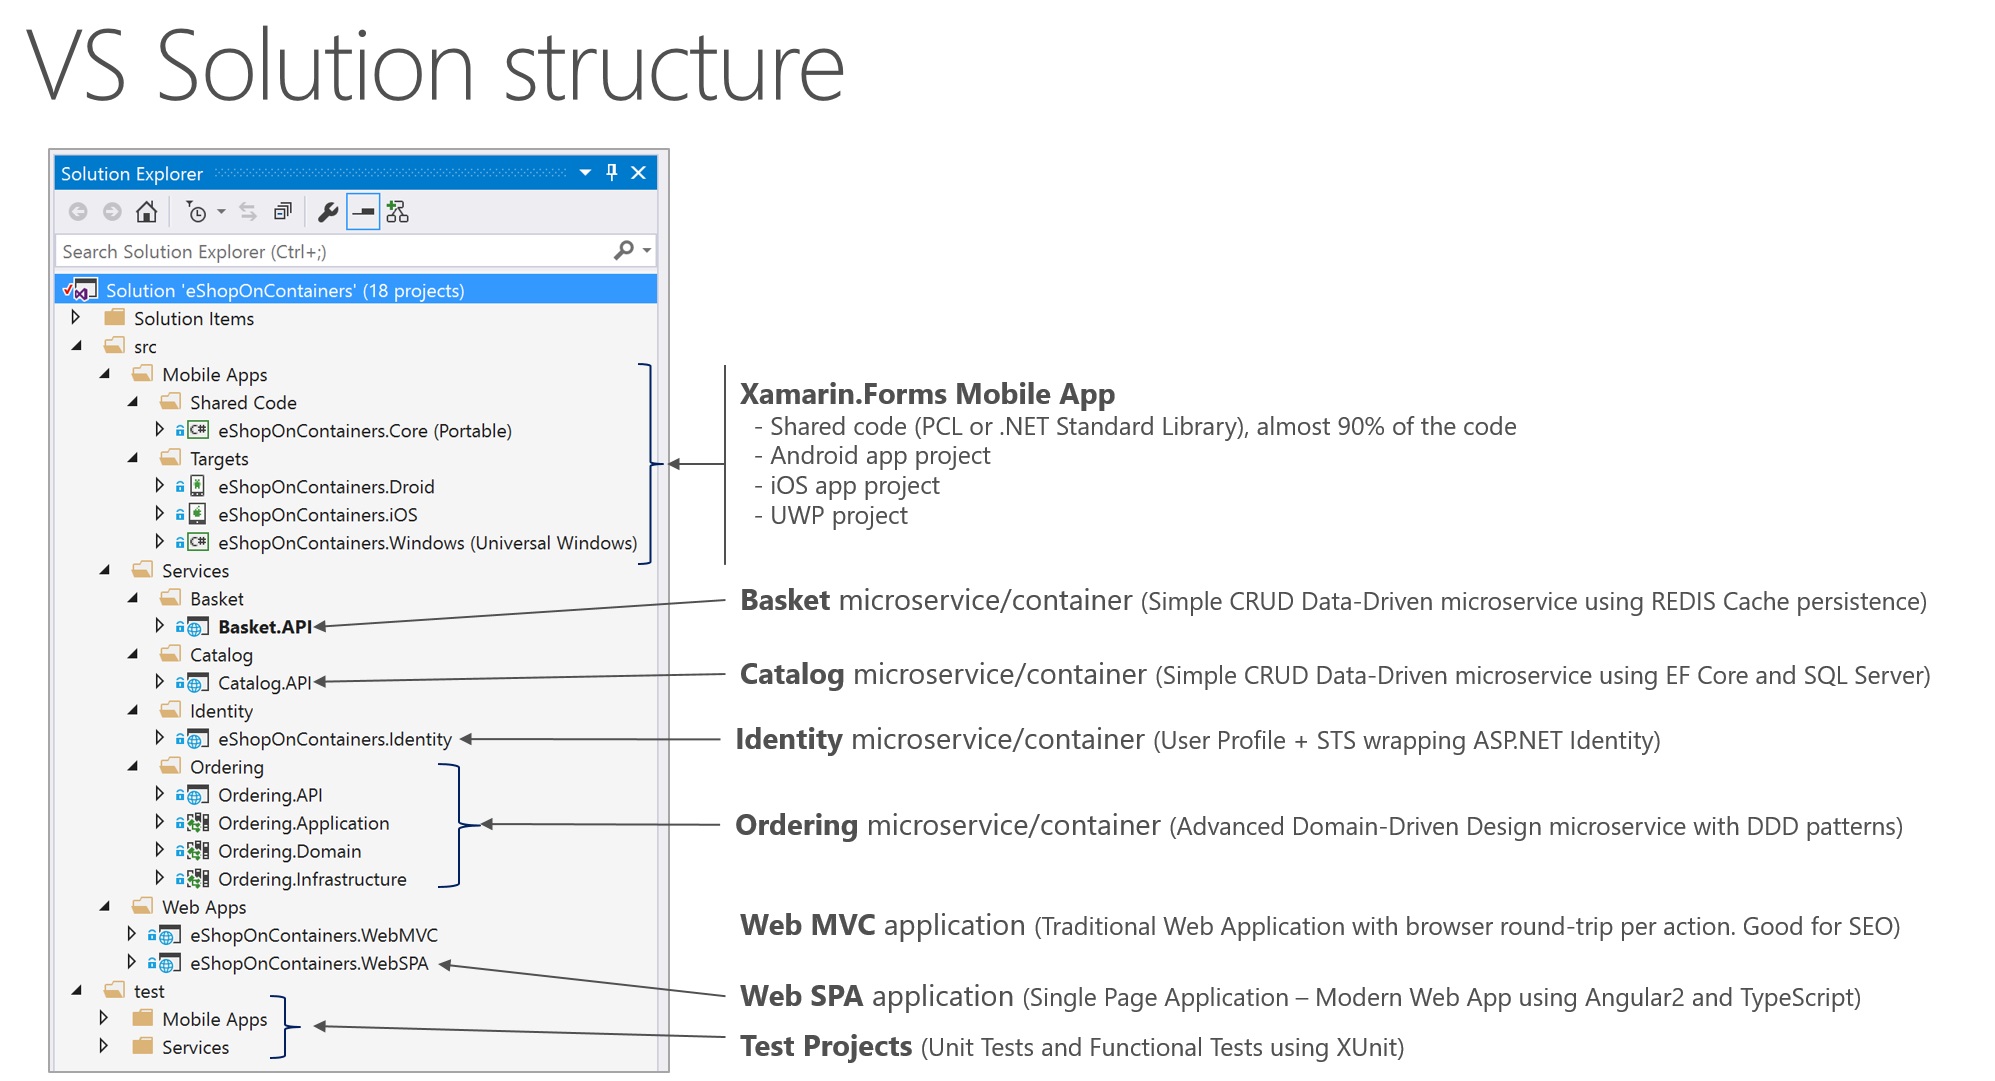 VS Solution structure
Solution Explorer
Search Solution Explorer (Ctrl+;)
Solution 'eShopOnContainers' (18 projects)
Solution Items
src
Mobile Apps
Shared Code
C# eShopOnContainers.Core (Portable)
Targets
eShopOnContainers.Droid
eShopOnContainers.iOS
C# eShopOnContainers.Windows (Universal Windows)
Services
Basket
Basket.API
Catalog
Catalog.API
Identity
eShopOnContainers.Identity
Ordering
Ordering.API
Ordering.Application
Ordering.Domain
Ordering.Infrastructure
Web Apps
eShopOnContainers.WebMVC
eShopOnContainers.WebSPA
test
Mobile Apps
Services
Xamarin.Forms Mobile App
- Shared code (PCL or .NET Standard Library), almost 90% of the code
- Android app project
- iOS app project
- UWP project
Basket microservice/container (Simple CRUD Data-Driven microservice using REDIS Cache persistence)
Catalog microservice/container (Simple CRUD Data-Driven microservice using EF Core and SQL Server)
Identity microservice/container (User Profile + STS wrapping ASP.NET Identity)
Ordering microservice/container (Advanced Domain-Driven Design microservice with DDD patterns)
Web MVC application (Traditional Web Application with browser round-trip per action. Good for SEO)
Web SPA application (Single Page Application – Modern Web App using Angular2 and TypeScript)
Test Projects (Unit Tests and Functional Tests using XUnit)